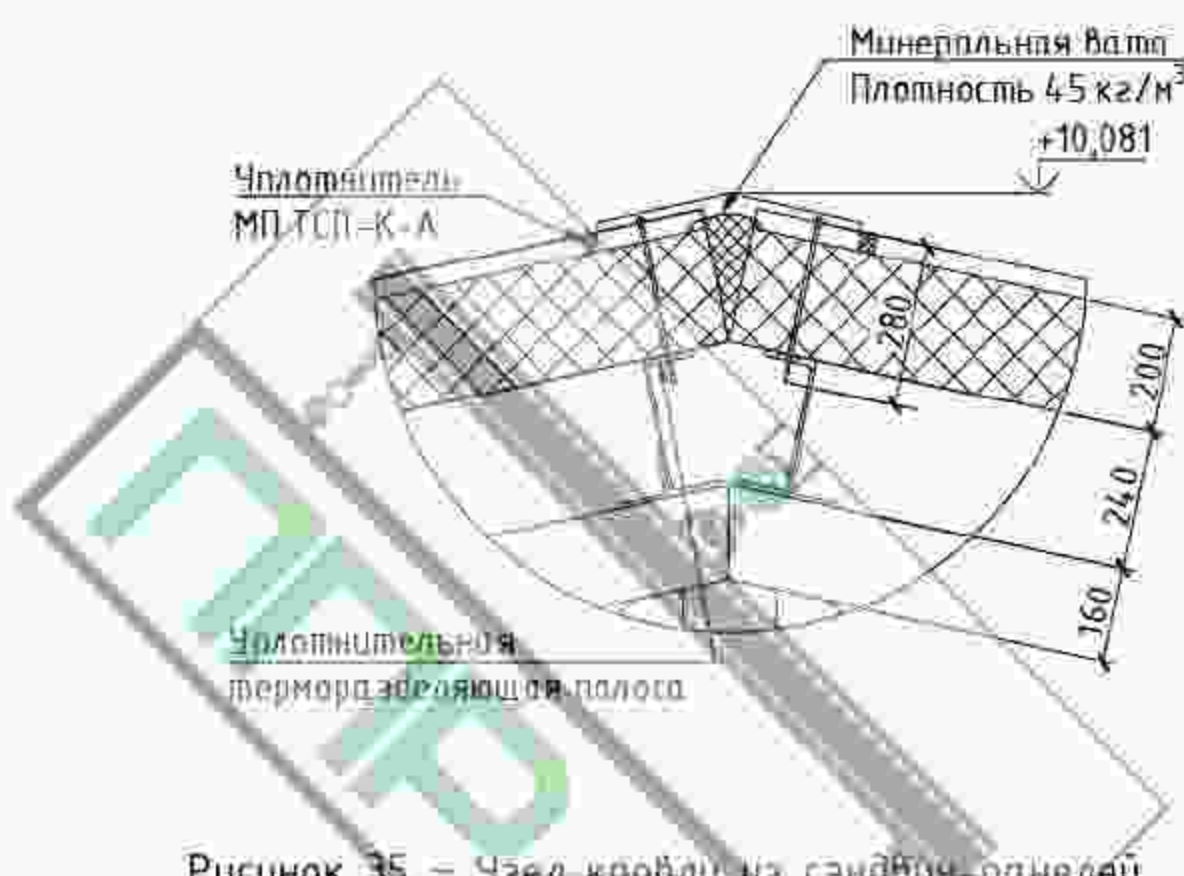 Минеральная вата
Плотность 45 кг/м³
+10,081
Уплотнитель
МП-ТСП-К-А
280
200
240
160
Уплотнительная
терморазделяющая полоса
Рисунок 35 – Узел кровли из сэндвич-панелей